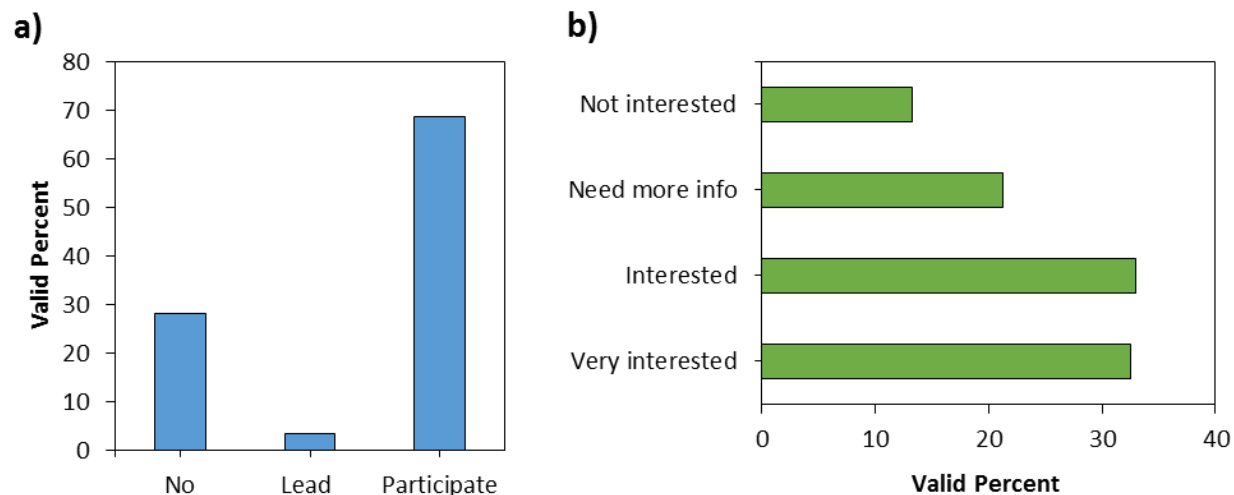 a)
Valid Percent
80
70
60
50
40
30
20
10
0
No
Lead
Participate
b)
Not interested
Need more info
Interested
Very interested
0
10
20
30
40
Valid Percent